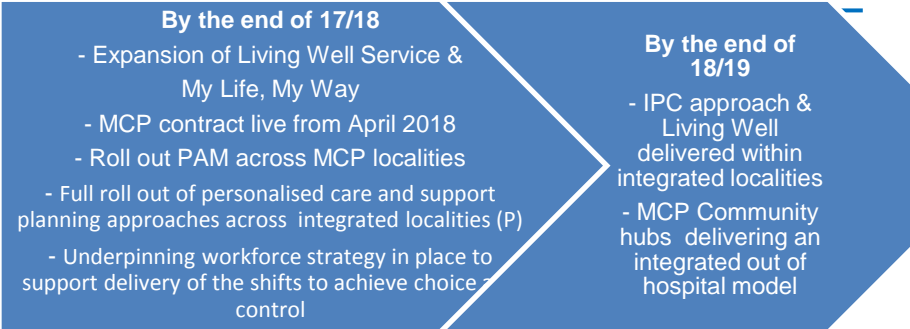 By the end of 17/18
- Expansion of Living Well Service &
My Life, My Way
- MCP contract live from April 2018
- Roll out PAM across MCP localities
- Full roll out of personalised care and support
planning approaches across integrated localities (P)
- Underpinning workforce strategy in place to
support delivery of the shifts to achieve choice a
control
By the end of
18/19
- IPC approach &
Living Well
delivered within
integrated localities
- MCP Community
hubs delivering an
integrated out of
hospital model